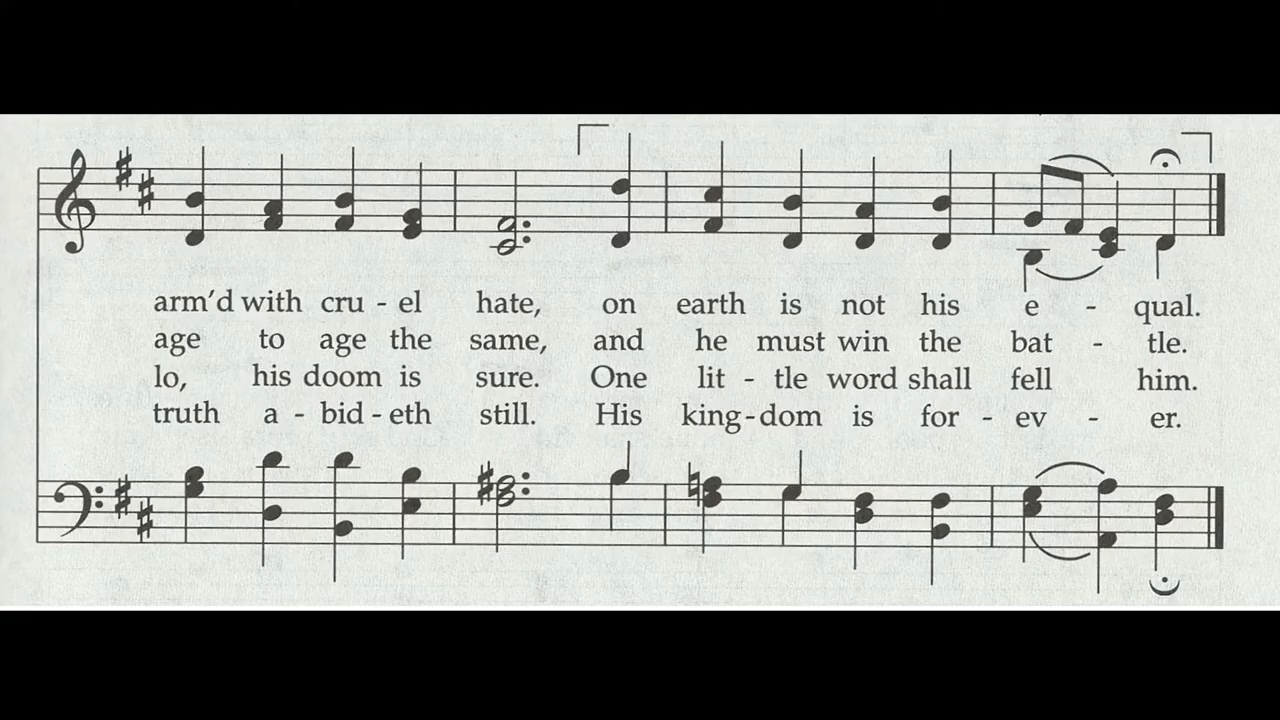 arm'd with cru - el hate, on earth is not his e - qual.
age to age the same, and he must win the bat - tle.
lo, his doom is sure. One lit - tle word shall fell him.
truth a - bid - eth still. His king - dom is for - ev - er.